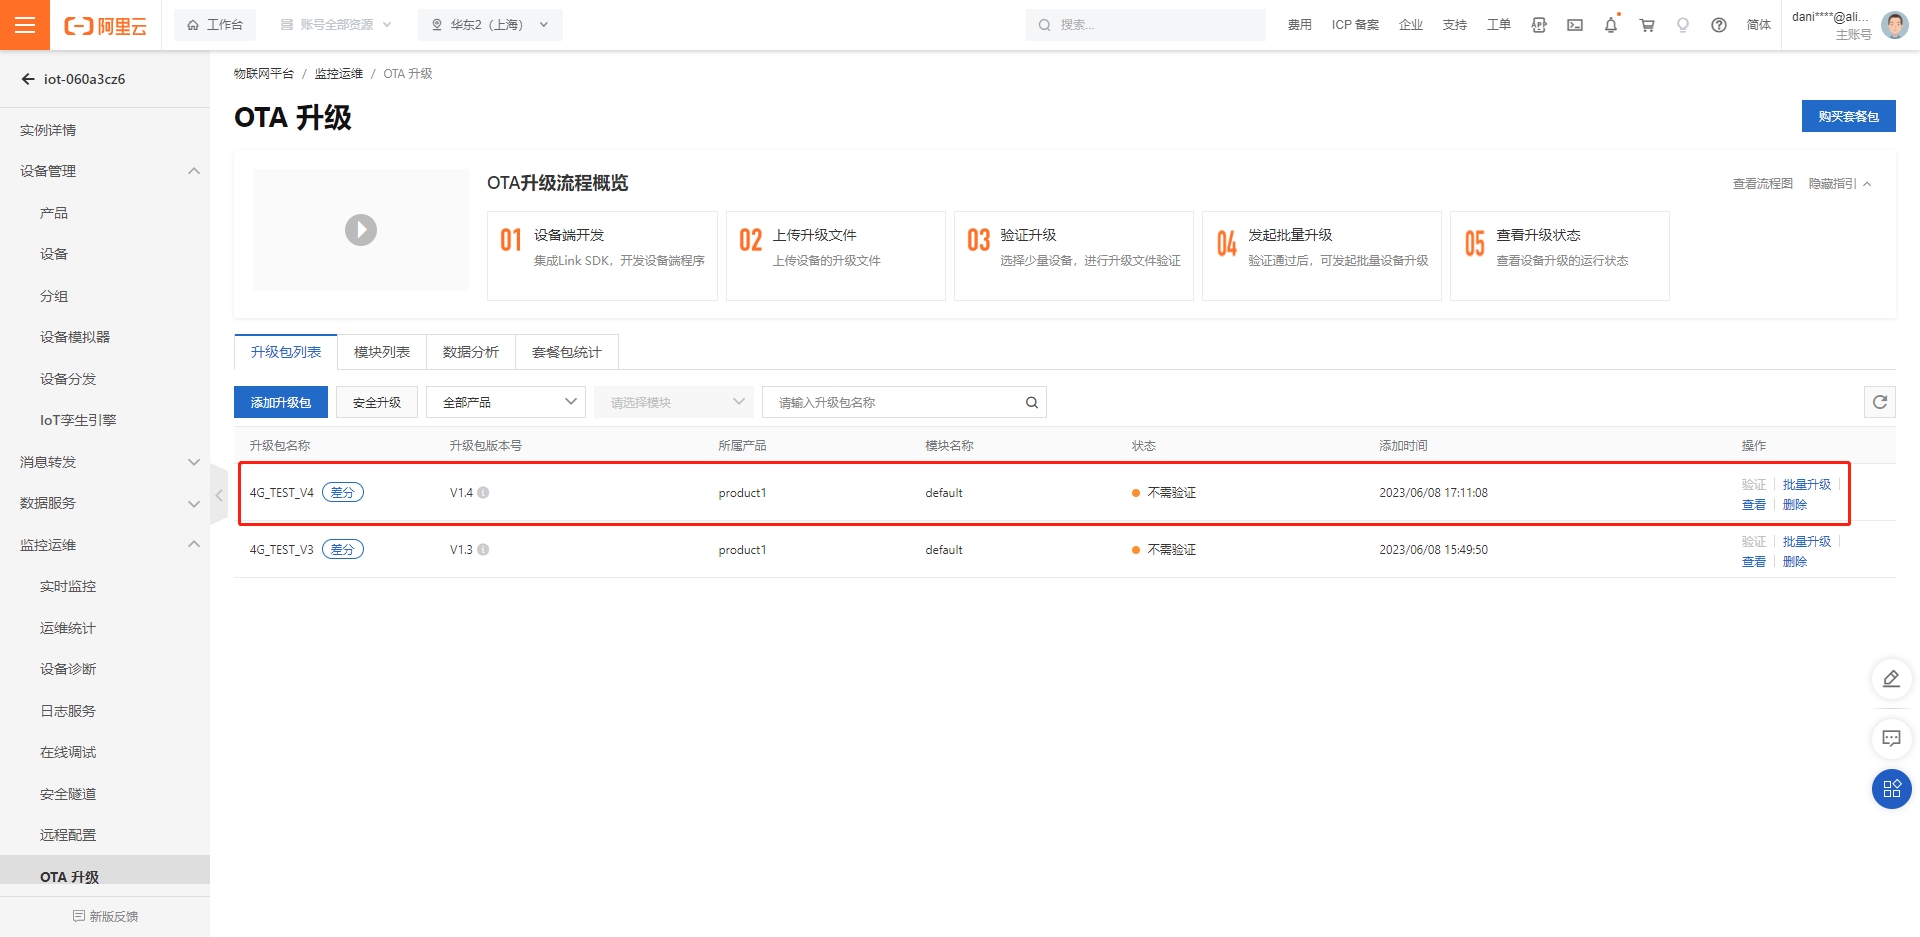 阿里云
工作台
账号全部资源
华东2（上海）
搜索...
费用
ICP 备案
企业
支持
工单
简体
dani****@ali...
主账号
iot-060a3cz6
实例详情
设备管理
产品
设备
分组
设备模拟器
设备分发
IoT孪生引擎
消息转发
数据服务
监控运维
实时监控
运维统计
设备诊断
日志服务
在线调试
安全隧道
远程配置
OTA 升级
新版反馈
物联网平台 / 监控运维 / OTA 升级
OTA 升级
购买套餐包
OTA升级流程概览
查看流程图
隐藏指引
01 设备端开发
集成Link SDK，开发设备端程序
02 上传升级文件
上传设备的升级文件
03 验证升级
选择少量设备，进行升级文件验证
04 发起批量升级
验证通过后，可发起批量设备升级
05 查看升级状态
查看设备升级的运行状态
升级包列表
模块列表
数据分析
套餐包统计
添加升级包
安全升级
全部产品
请选择模块
请输入升级包名称
升级包名称 升级包版本号 所属产品 模块名称 状态 添加时间 操作
4G_TEST_V4 差分 V1.4 product1 default 不需验证 2023/06/08 17:11:08 验证 批量升级
查看 删除
4G_TEST_V3 差分 V1.3 product1 default 不需验证 2023/06/08 15:49:50 验证 批量升级
查看 删除